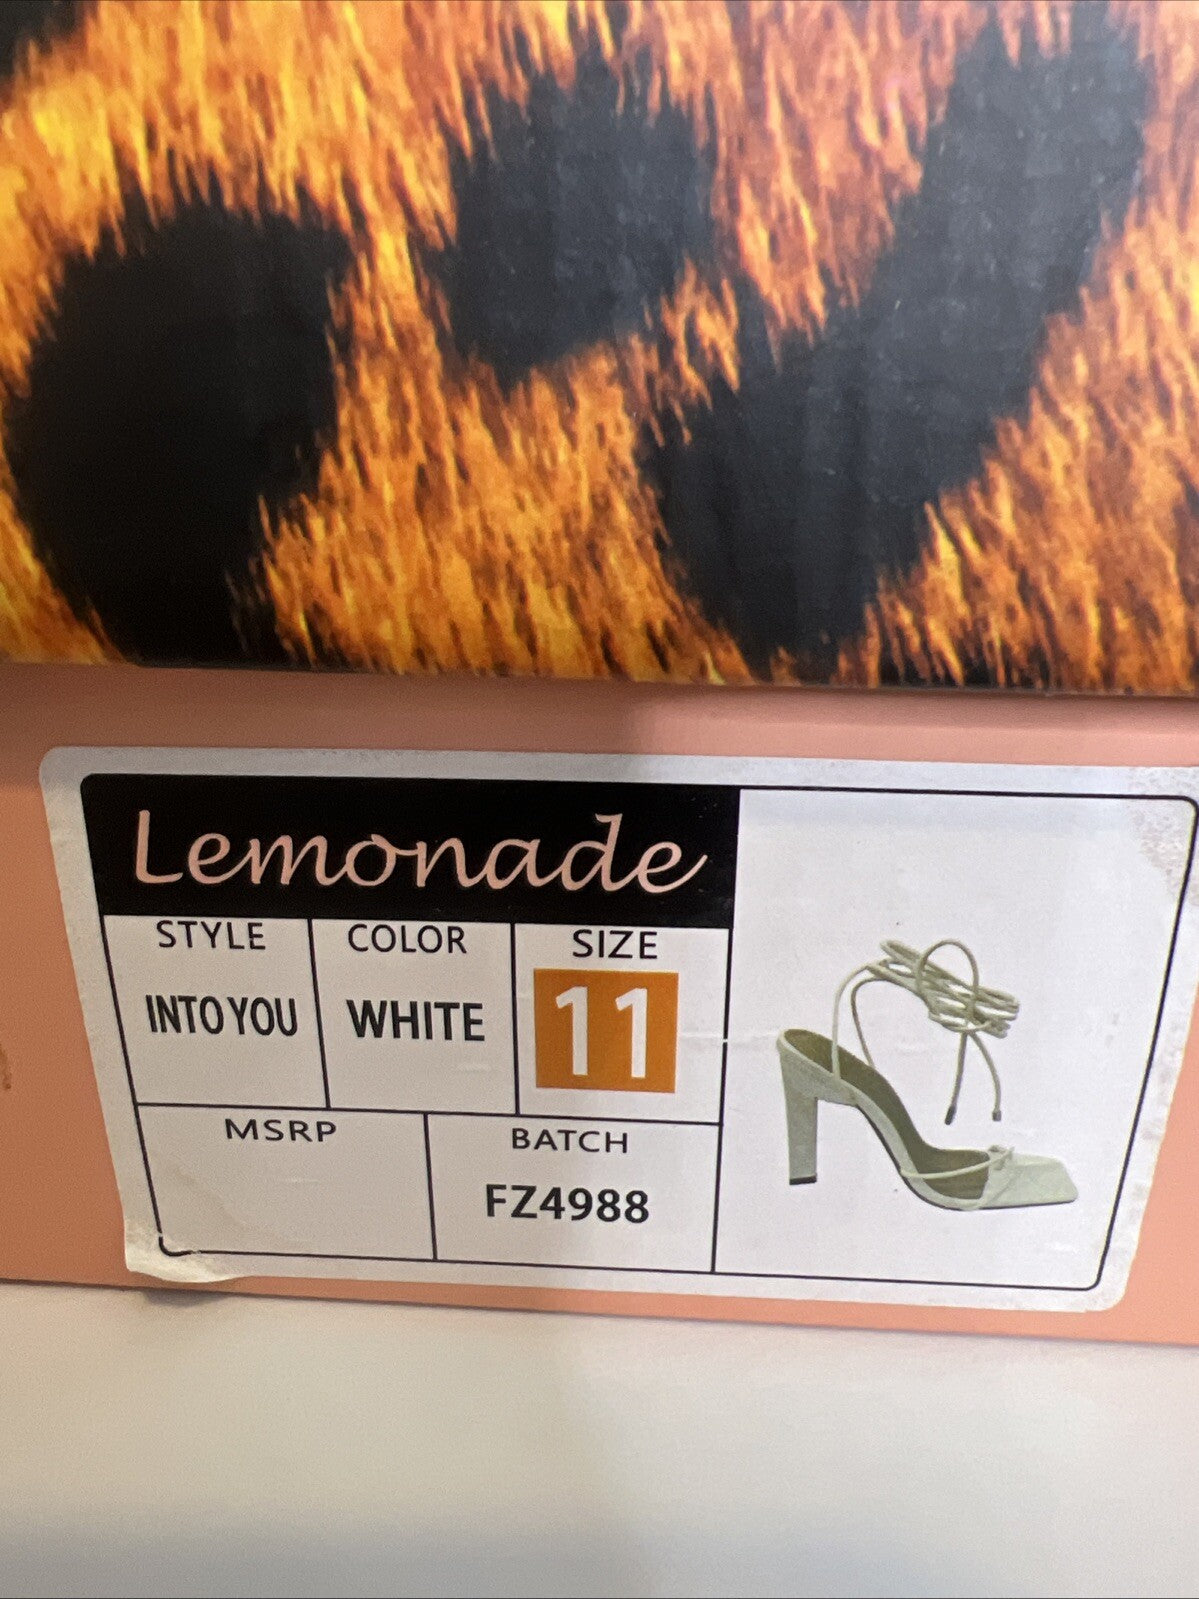 Lemonade
STYLE COLOR SIZE
INTO YOU WHITE 11
MSRP BATCH
FZ4988